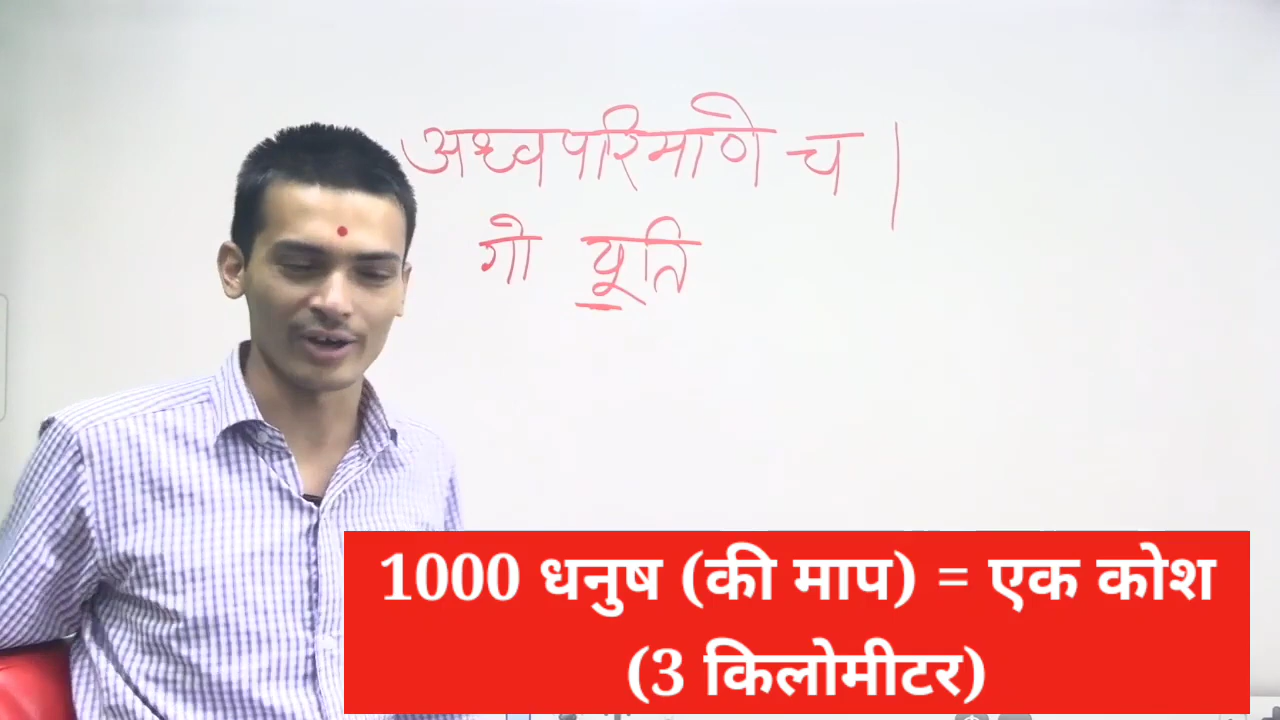 अध्वपरिमाणे च |
गो यूति
1000 धनुष (की माप) = एक कोश
(3 किलोमीटर)